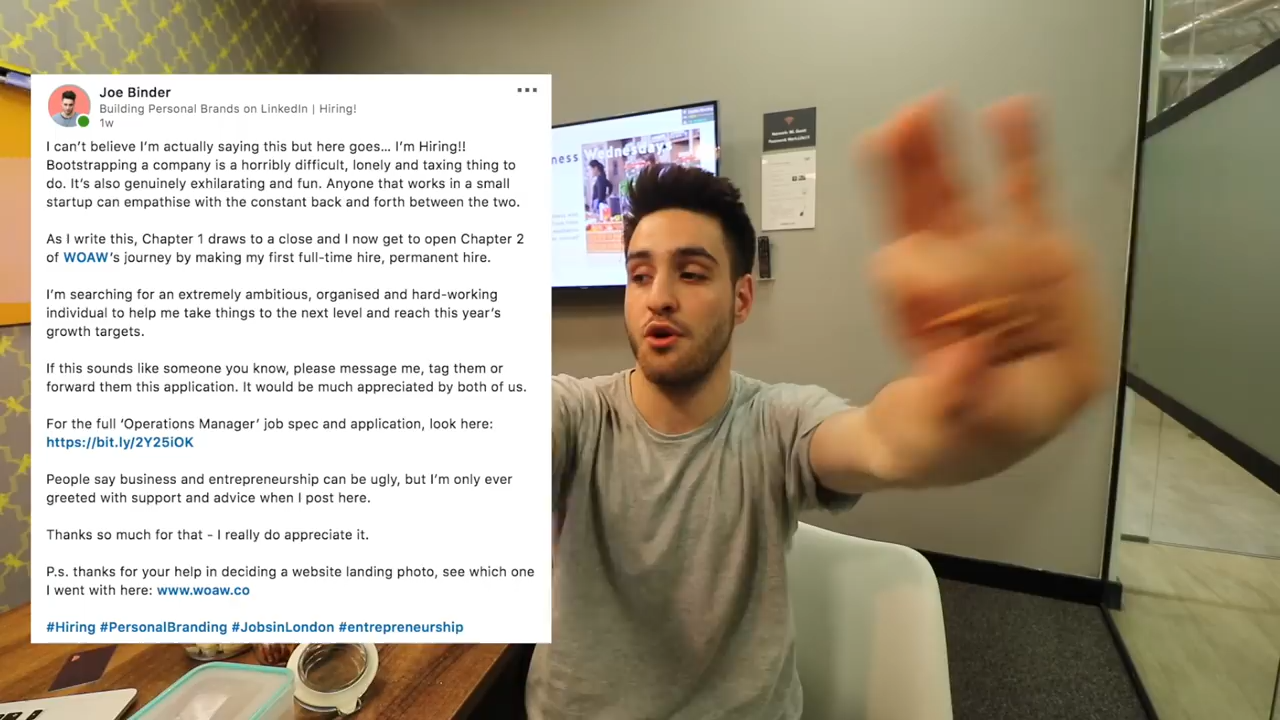 Joe Binder
Building Personal Brands on LinkedIn | Hiring!
1w
I can't believe I'm actually saying this but here goes... I'm Hiring!!
Bootstrapping a company is a horribly difficult, lonely and taxing thing to
do. It's also genuinely exhilarating and fun. Anyone that works in a small
startup can empathise with the constant back and forth between the two.
As I write this, Chapter 1 draws to a close and I now get to open Chapter 2
of WOAW's journey by making my first full-time hire, permanent hire.
I'm searching for an extremely ambitious, organised and hard-working
individual to help me take things to the next level and reach this year's
growth targets.
If this sounds like someone you know, please message me, tag them or
forward them this application. It would be much appreciated by both of us.
For the full 'Operations Manager' job spec and application, look here:
https://bit.ly/2Y25iOK
People say business and entrepreneurship can be ugly, but I'm only ever
greeted with support and advice when I post here.
Thanks so much for that - I really do appreciate it.
P.s. thanks for your help in deciding a website landing photo, see which one
I went with here: www.woaw.co
#Hiring #PersonalBranding #JobsinLondon #entrepreneurship
ness Wednesdays